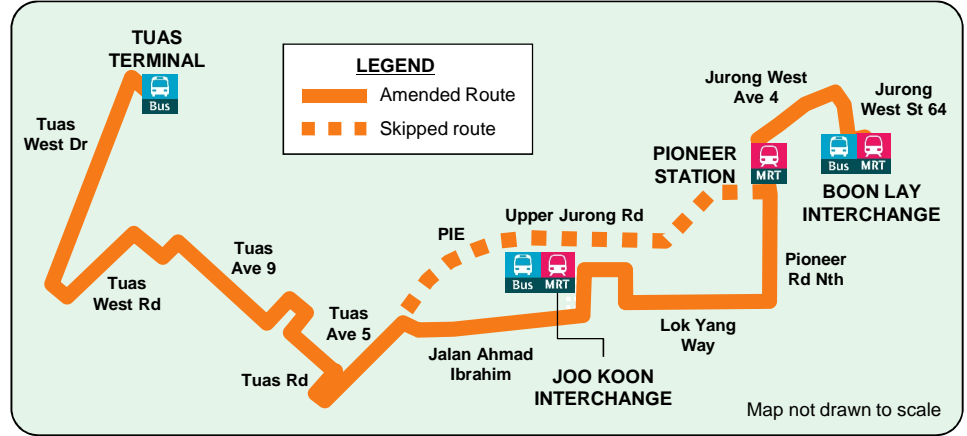 TUAS
TERMINAL
Bus
LEGEND
Amended Route
Skipped route
Jurong West
Ave 4
Jurong
West St 64
Tuas
West Dr
PIONEER
STATION
MRT
Bus
MRT
BOON LAY
INTERCHANGE
Upper Jurong Rd
PIE
Tuas
Ave 9
Bus
MRT
Pioneer
Rd Nth
Tuas
West Rd
Tuas
Ave 5
Lok Yang
Way
Jalan Ahmad
Ibrahim
Tuas Rd
JOO KOON
INTERCHANGE
Map not drawn to scale